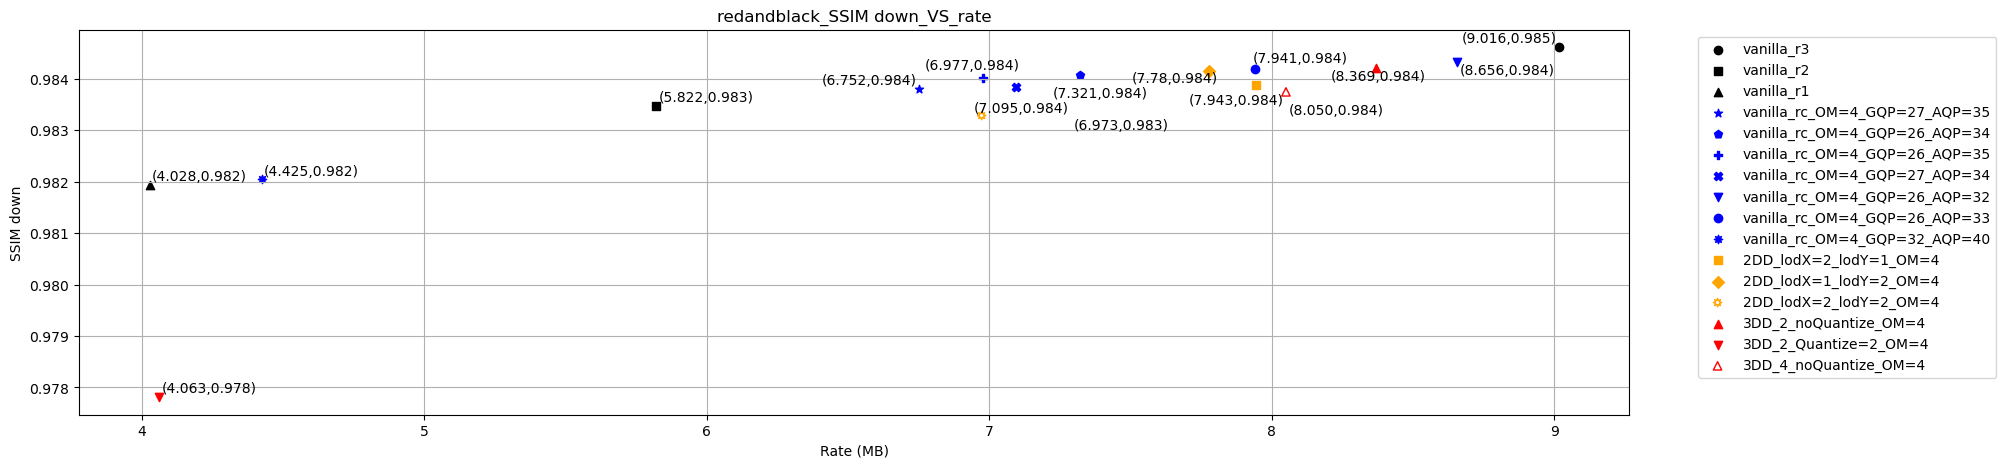 redandblack_SSIM down_VS_rate
SSIM down
0.984
0.983
0.982
0.981
0.980
0.979
0.978
(4.028,0.982)
(4.425,0.982)
(4.063,0.978)
(5.822,0.983)
(6.752,0.984)
(6.977,0.984)
(7.095,0.984)
(7.321,0.984)
(6.973,0.983)
(7.78,0.984)
(7.941,0.984)
(7.943,0.984)
(8.050,0.984)
(8.369,0.984)
(8.656,0.984)
(9.016,0.985)
4
5
6
7
8
9
Rate (MB)
vanilla_r3
vanilla_r2
vanilla_r1
vanilla_rc_OM=4_GQP=27_AQP=35
vanilla_rc_OM=4_GQP=26_AQP=34
vanilla_rc_OM=4_GQP=26_AQP=35
vanilla_rc_OM=4_GQP=27_AQP=34
vanilla_rc_OM=4_GQP=26_AQP=32
vanilla_rc_OM=4_GQP=26_AQP=33
vanilla_rc_OM=4_GQP=32_AQP=40
2DD_lodX=2_lodY=1_OM=4
2DD_lodX=1_lodY=2_OM=4
2DD_lodX=2_lodY=2_OM=4
3DD_2_noQuantize_OM=4
3DD_2_Quantize=2_OM=4
3DD_4_noQuantize_OM=4